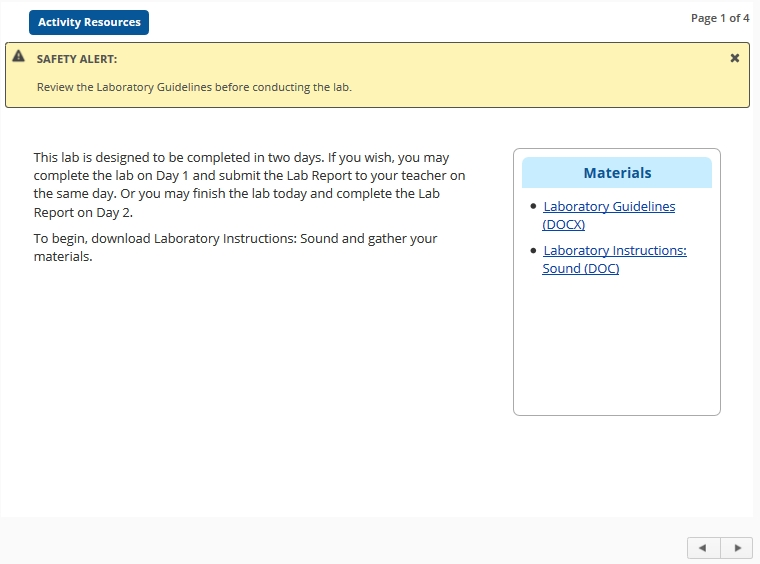 Activity Resources
Page 1 of 4
SAFETY ALERT:
Review the Laboratory Guidelines before conducting the lab.
This lab is designed to be completed in two days. If you wish, you may
complete the lab on Day 1 and submit the Lab Report to your teacher on
the same day. Or you may finish the lab today and complete the Lab
Report on Day 2.
To begin, download Laboratory Instructions: Sound and gather your
materials.
Materials
• Laboratory Guidelines
(DOCX)
• Laboratory Instructions:
Sound (DOC)